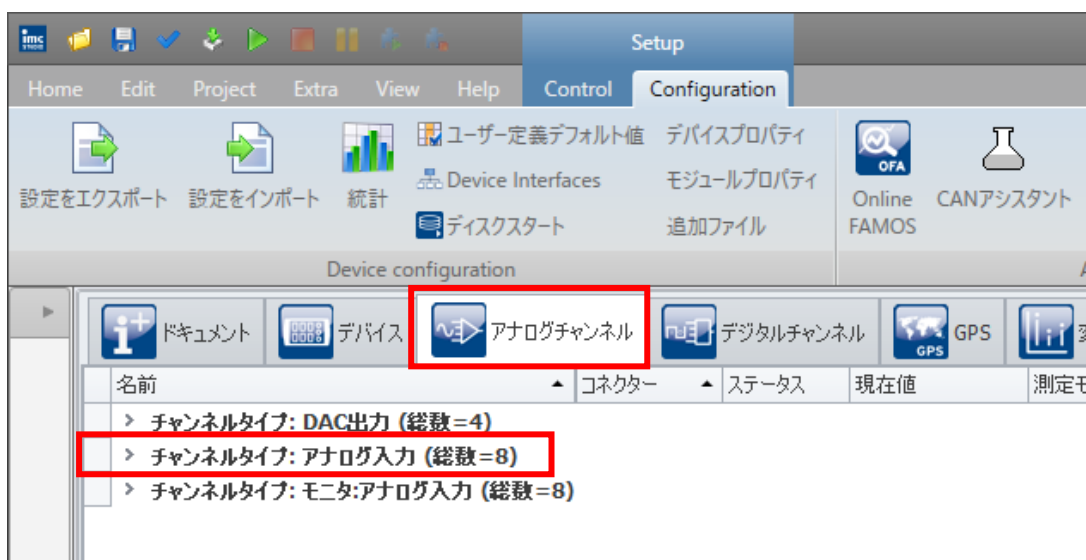 imc
STUDIO
Setup
Home Edit Project Extra View Help Control Configuration
設定をエクスポート
設定をインポート
統計
ユーザー定義デフォルト値
Device Interfaces
ディスクスタート
デバイスプロパティ
モジュールプロパティ
追加ファイル
OFA
Online
FAMOS
CANアシスタント
Device configuration
ドキュメント デバイス アナログチャンネル デジタルチャンネル GPS GPS
名前 コネクター ステータス 現在値 測定モ
チャンネルタイプ: DAC出力 (総数=4)
チャンネルタイプ: アナログ入力 (総数=8)
チャンネルタイプ: モニタ:アナログ入力 (総数=8)